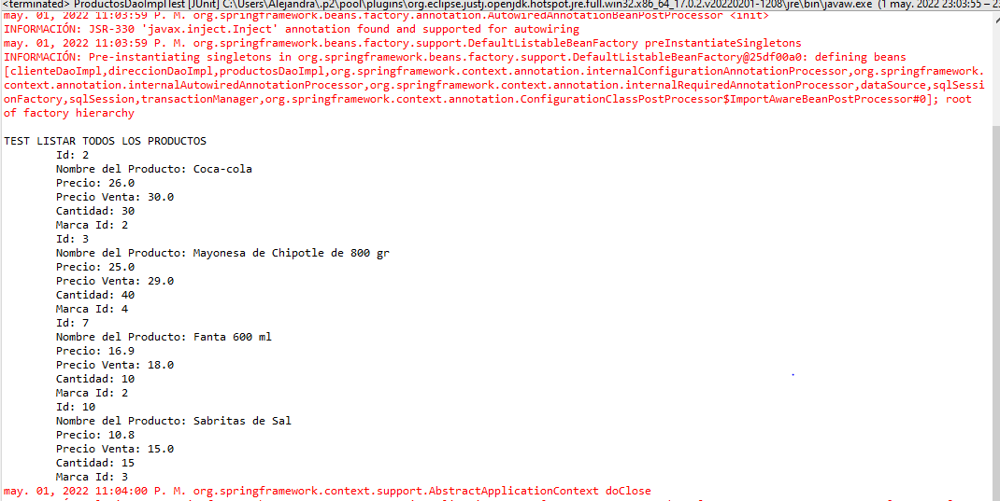 <terminated> ProductosDaoImplTest [JUnit] C:\Users\Alejandra\.p2\pool\plugins\org.eclipse.justj.openjdk.hotspot.jre.full.win32.x86_64_17.0.2.v20220201-1208\jre\bin\javaw.exe (1 may. 2022 23:03:55 – 23
may. 01, 2022 11:03:59 P. M. org.springframework.beans.factory.annotation.AutowiredAnnotationBeanPostProcessor <init>
INFORMACIÓN: JSR-330 'javax.inject.Inject' annotation found and supported for autowiring
may. 01, 2022 11:03:59 P. M. org.springframework.beans.factory.support.DefaultListableBeanFactory preInstantiateSingletons
INFORMACIÓN: Pre-instantiating singletons in org.springframework.beans.factory.support.DefaultListableBeanFactory@25df00a0: defining beans
[clienteDaoImpl,direccionDaoImpl,productosDaoImpl,org.springframework.context.annotation.internalConfigurationAnnotationProcessor,org.springframework.
context.annotation.internalAutowiredAnnotationProcessor,org.springframework.context.annotation.internalRequiredAnnotationProcessor,dataSource,sqlSessi
onFactory,sqlSession,transactionManager,org.springframework.context.annotation.ConfigurationClassPostProcessor$ImportAwareBeanPostProcessor#0]; root
of factory hierarchy
TEST LISTAR TODOS LOS PRODUCTOS
Id: 2
Nombre del Producto: Coca-cola
Precio: 26.0
Precio Venta: 30.0
Cantidad: 30
Marca Id: 2
Id: 3
Nombre del Producto: Mayonesa de Chipotle de 800 gr
Precio: 25.0
Precio Venta: 29.0
Cantidad: 40
Marca Id: 4
Id: 7
Nombre del Producto: Fanta 600 ml
Precio: 16.9
Precio Venta: 18.0
Cantidad: 10
Marca Id: 2
Id: 10
Nombre del Producto: Sabritas de Sal
Precio: 10.8
Precio Venta: 15.0
Cantidad: 15
Marca Id: 3
may. 01, 2022 11:04:00 P. M. org.springframework.context.support.AbstractApplicationContext doClose